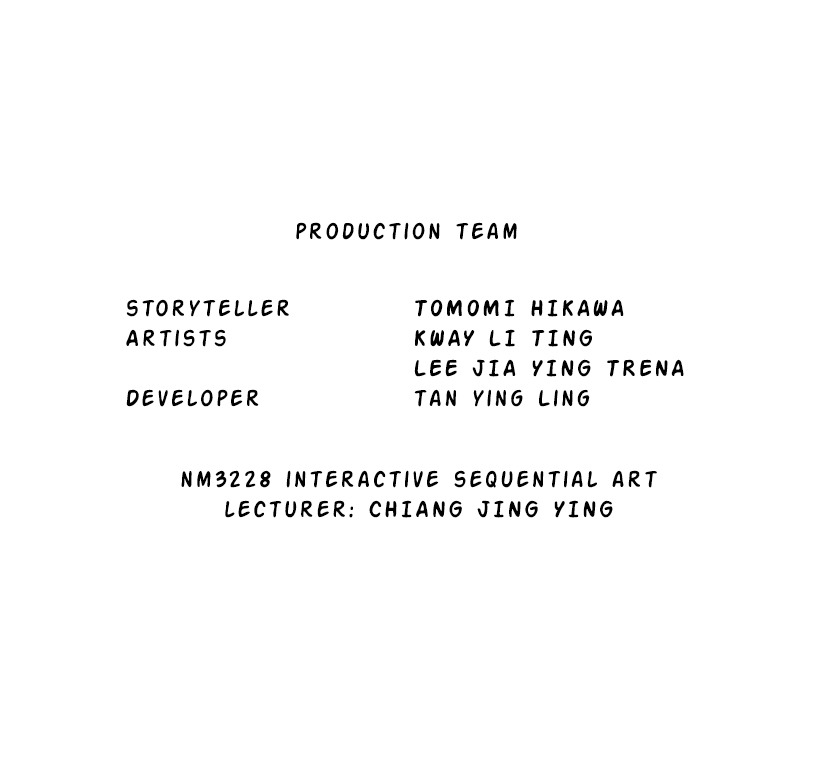 PRODUCTION TEAM
STORYTELLER TOMOMI HIKAWA
ARTISTS KWAY LI TING
LEE JIA YING TRENA
DEVELOPER TAN YING LING
NM3228 INTERACTIVE SEQUENTIAL ART
LECTURER: CHIANG JING YING